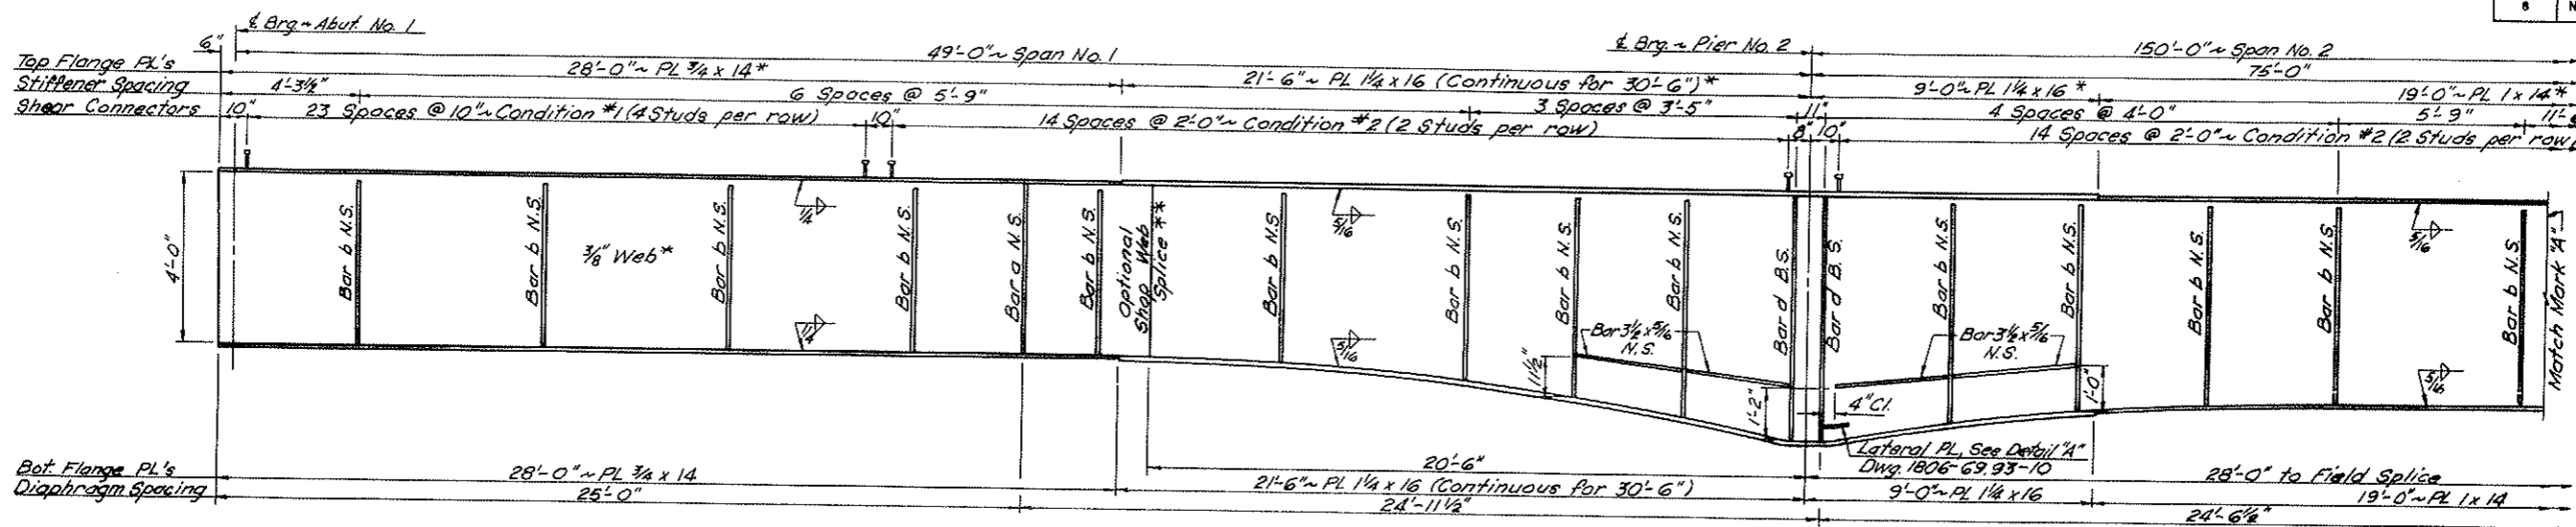 6 N
℄ Brg ~ Abut. No. 1
6"
49'-0" ~ Span No. 1
℄ Brg. ~ Pier No. 2
150'-0" ~ Span No. 2
Top Flange PL's
28'-0" ~ PL 3/4 x 14*
21'-6" ~ PL 1 1/4 x 16 (Continuous for 30'-6")*
75'-0"
9'-0" ~ PL 1 1/4 x 16 *
19'-0" ~ PL 1 x 14*
Stiffener Spacing
4'-3 1/2"
6 Spaces @ 5'-9"
3 Spaces @ 3'-5"
11"
4 Spaces @ 4'-0"
5'-9"
Shear Connectors
10"
23 Spaces @ 10" ~ Condition #1 (4 Studs per row)
10"
14 Spaces @ 2'-0" ~ Condition #2 (2 Studs per row)
8"
10"
14 Spaces @ 2'-0" ~ Condition #2 (2 Studs per row)
4'-0"
Bar b N.S.
Bar b N.S.
3/8" Web*
Bar b N.S.
1/4
1/4
Bar b N.S.
Bar a N.S.
Bar b N.S.
Optional
Shop Web
Splice **
Bar b N.S.
5/16
5/16
Bar b N.S.
Bar b N.S.
Bar b N.S.
Bar 3 1/2 x 5/16
N.S.
11 1/2"
1'-2"
Bar d B.S.
Bar d B.S.
4" Cl.
Bar b N.S.
Bar 3 1/2 x 5/16
N.S.
Bar b N.S.
1'-0"
Bar b N.S.
Bar b N.S.
5/16
5/16
Bar b N.S.
Match Mark "A"
Lateral PL, See Detail "A"
Dwg. 1806-69.93-10
20'-6"
28'-0" to Field Splice
Bot. Flange PL's
28'-0" ~ PL 3/4 x 14
21'-6" ~ PL 1 1/4 x 16 (Continuous for 30'-6")
9'-0" ~ PL 1 1/4 x 16
19'-0" ~ PL 1 x 14
Diaphragm Spacing
25'-0"
24'-11 1/2"
24'-6 1/2"